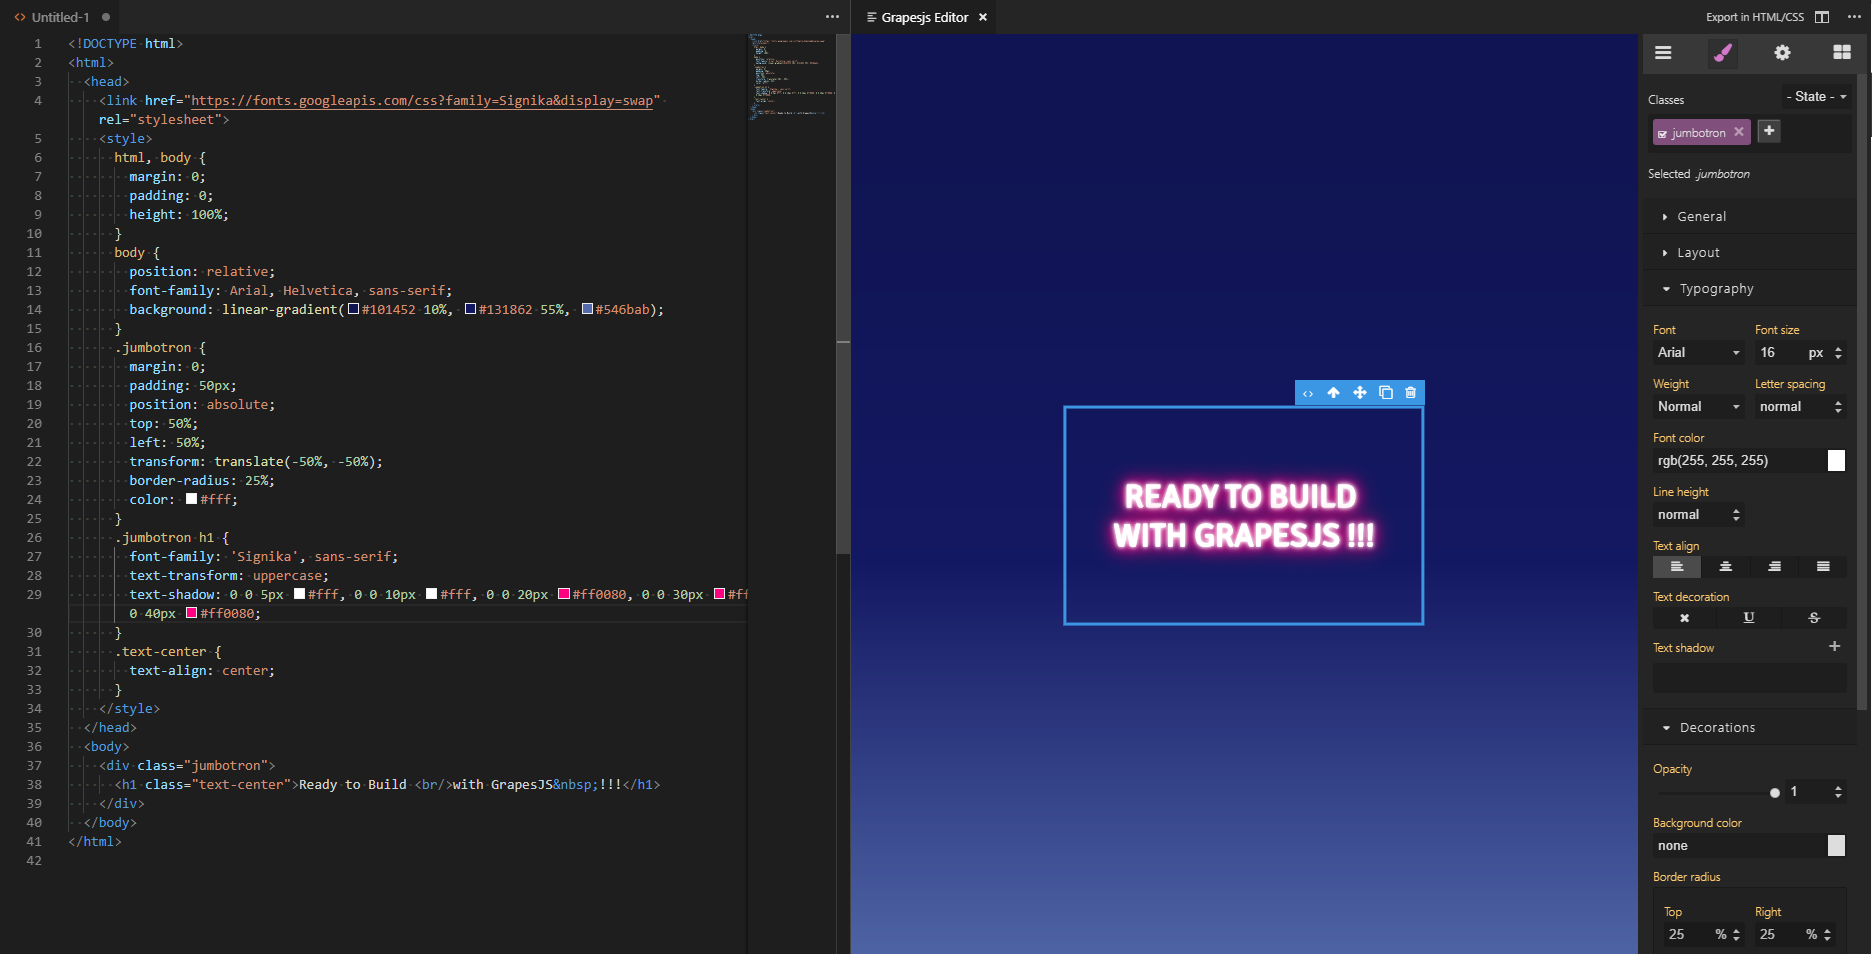 Untitled-1
1 <!DOCTYPE html>
2 <html>
3 <head>
4 <link href="https://fonts.googleapis.com/css?family=Signika&display=swap"
rel="stylesheet">
5 <style>
6 html, body {
7 margin: 0;
8 padding: 0;
9 height: 100%;
10 }
11 body {
12 position: relative;
13 font-family: Arial, Helvetica, sans-serif;
14 background: linear-gradient(#101452 10%, #131862 55%, #546bab);
15 }
16 .jumbotron {
17 margin: 0;
18 padding: 50px;
19 position: absolute;
20 top: 50%;
21 left: 50%;
22 transform: translate(-50%, -50%);
23 border-radius: 25%;
24 color: #fff;
25 }
26 .jumbotron h1 {
27 font-family: 'Signika', sans-serif;
28 text-transform: uppercase;
29 text-shadow: 0 0 5px #fff, 0 0 10px #fff, 0 0 20px #ff0080, 0 0 30px #ff
0 40px #ff0080;
30 }
31 .text-center {
32 text-align: center;
33 }
34 </style>
35 </head>
36 <body>
37 <div class="jumbotron">
38 <h1 class="text-center">Ready to Build <br/>with GrapesJS&nbsp;!!!</h1>
39 </div>
40 </body>
41 </html>
42
Grapesjs Editor
Export in HTML/CSS
READY TO BUILD
WITH GRAPESJS !!!
Classes
- State -
jumbotron
Selected .jumbotron
General
Layout
Typography
Font Font size
Arial 16 px
Weight Letter spacing
Normal normal
Font color
rgb(255, 255, 255)
Line height
normal
Text align
Text decoration
U S
Text shadow
Decorations
Opacity
1
Background color
none
Border radius
Top Right
25 % 25 %